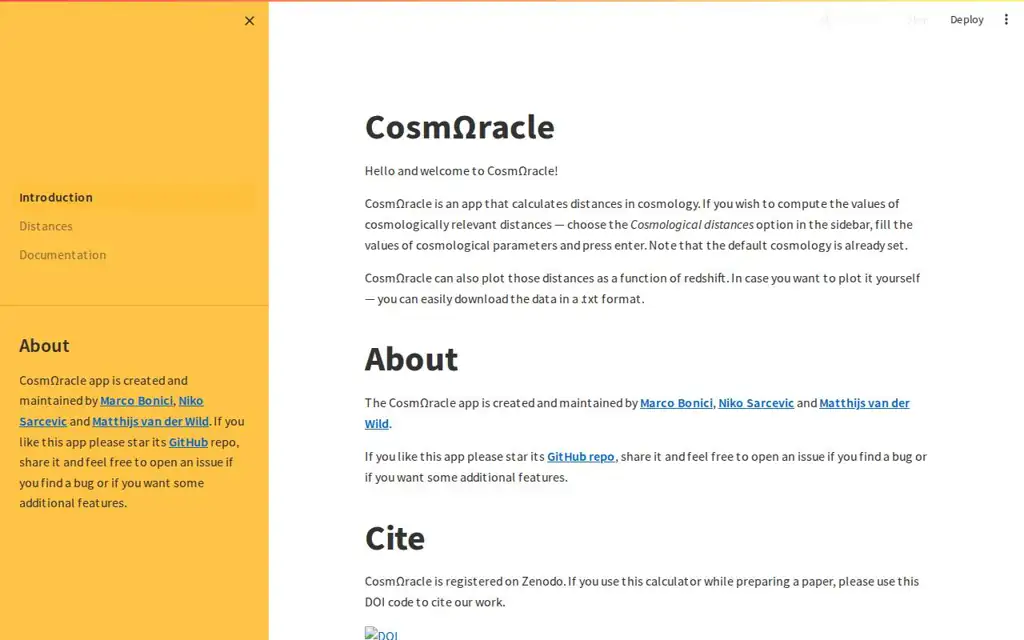 Deploy
Introduction
Distances
Documentation
About
CosmΩracle app is created and
maintained by Marco Bonici, Niko
Sarcevic and Matthijs van der Wild. If you
like this app please star its GitHub repo,
share it and feel free to open an issue if
you find a bug or if you want some
additional features.
CosmΩracle
Hello and welcome to CosmΩracle!
CosmΩracle is an app that calculates distances in cosmology. If you wish to compute the values of
cosmologically relevant distances — choose the Cosmological distances option in the sidebar, fill the
values of cosmological parameters and press enter. Note that the default cosmology is already set.
CosmΩracle can also plot those distances as a function of redshift. In case you want to plot it yourself
— you can easily download the data in a .txt format.
About
The CosmΩracle app is created and maintained by Marco Bonici, Niko Sarcevic and Matthijs van der
Wild.
If you like this app please star its GitHub repo, share it and feel free to open an issue if you find a bug or
if you want some additional features.
Cite
CosmΩracle is registered on Zenodo. If you use this calculator while preparing a paper, please use this
DOI code to cite our work.
DOI